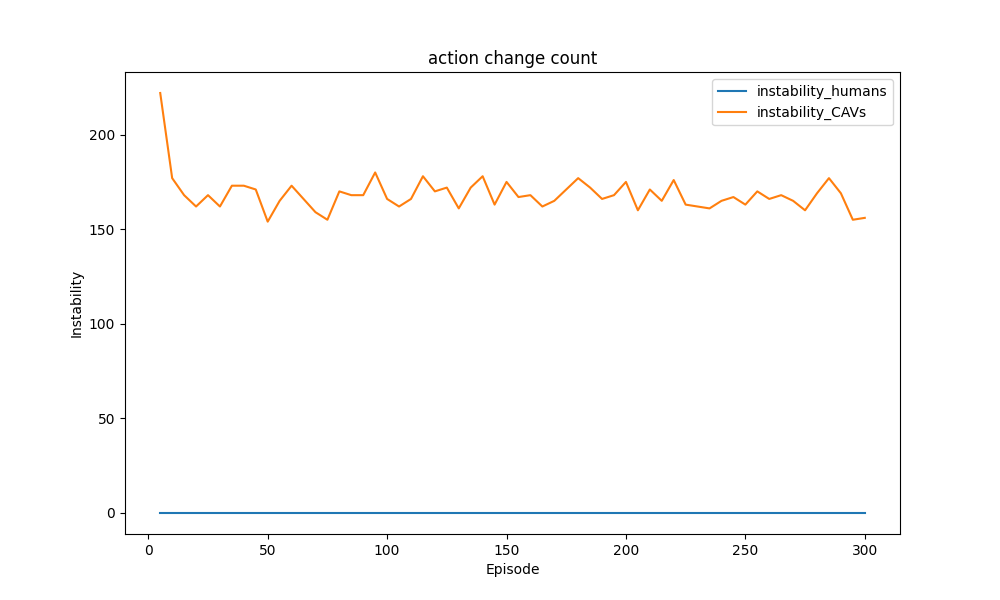 action change count
instability_humans
instability_CAVs
Instability
200
150
100
50
0
0 50 100 150 200 250 300
Episode